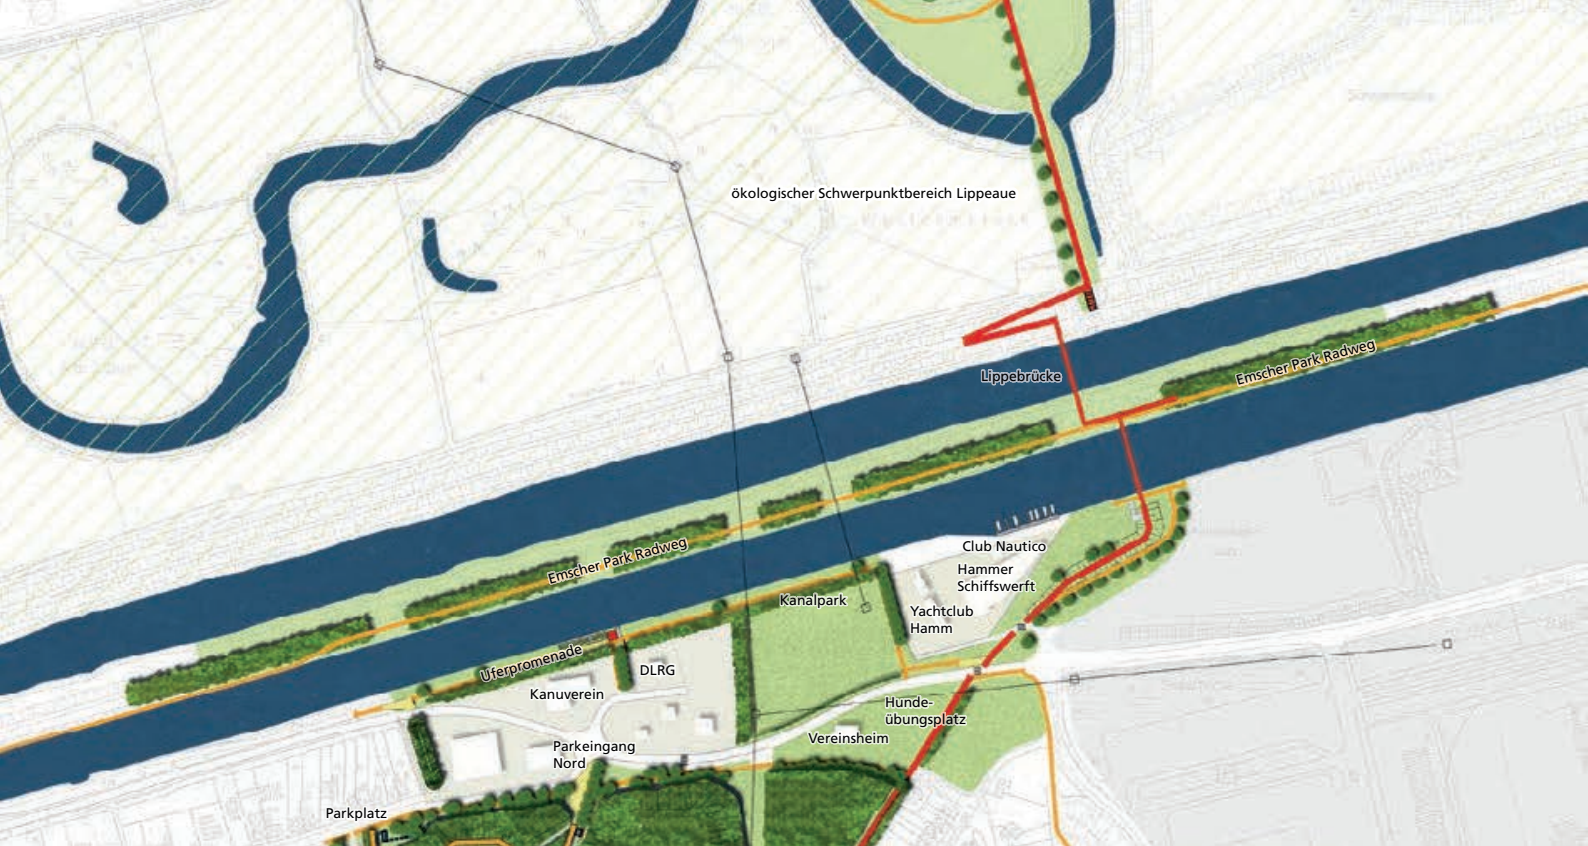 ökologischer Schwerpunktbereich Lippeaue
Emscher Park Radweg
Lippebrücke
Club Nautico
Hammer
Schiffswerft
Emscher Park Radweg
Kanalpark
Yachtclub
Hamm
Uferpromenade
DLRG
Kanuverein
Hunde-
übungsplatz
Vereinsheim
Parkeingang
Nord
Parkplatz